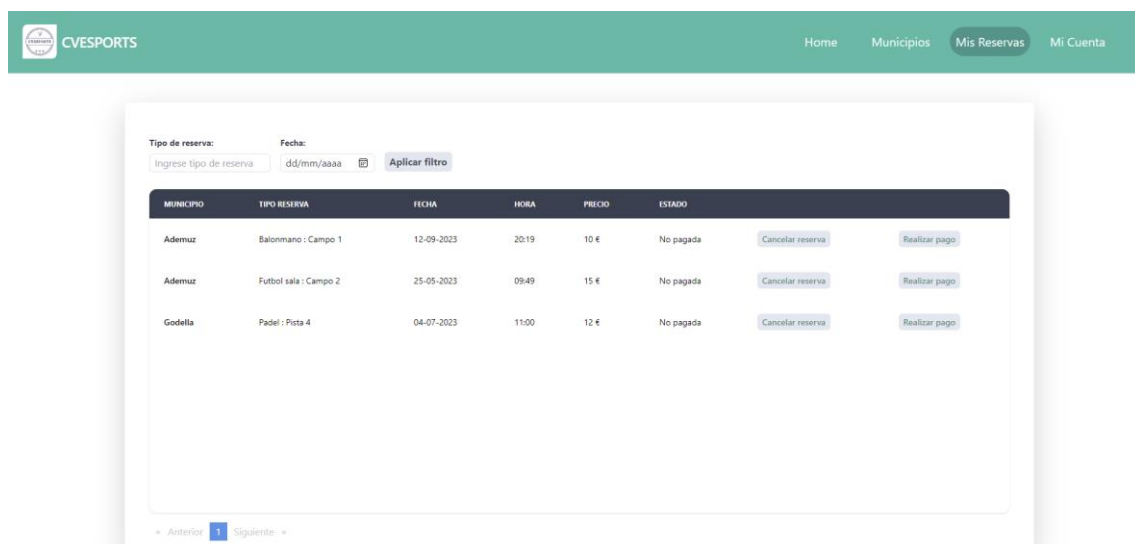 CVESPORTS Home Municipios Mis Reservas Mi Cuenta
Tipo de reserva: Fecha:
Ingrese tipo de reserva dd/mm/aaaa Aplicar filtro
MUNICIPIO TIPO RESERVA FECHA HORA PRECIO ESTADO
Ademuz Balonmano : Campo 1 12-09-2023 20:19 10 € No pagada Cancelar reserva Realizar pago
Ademuz Futbol sala : Campo 2 25-05-2023 09:49 15 € No pagada Cancelar reserva Realizar pago
Godella Padel : Pista 4 04-07-2023 11:00 12 € No pagada Cancelar reserva Realizar pago
« Anterior 1 Siguiente »